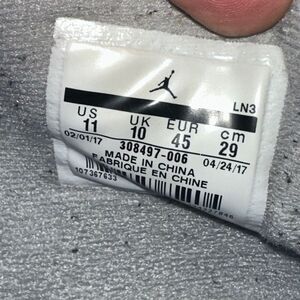 LN3
US UK EUR cm
11 10 45 29
02/01/17 04/24/17
308497-006
MADE IN CHINA
FABRIQUE EN CHINE
107367633